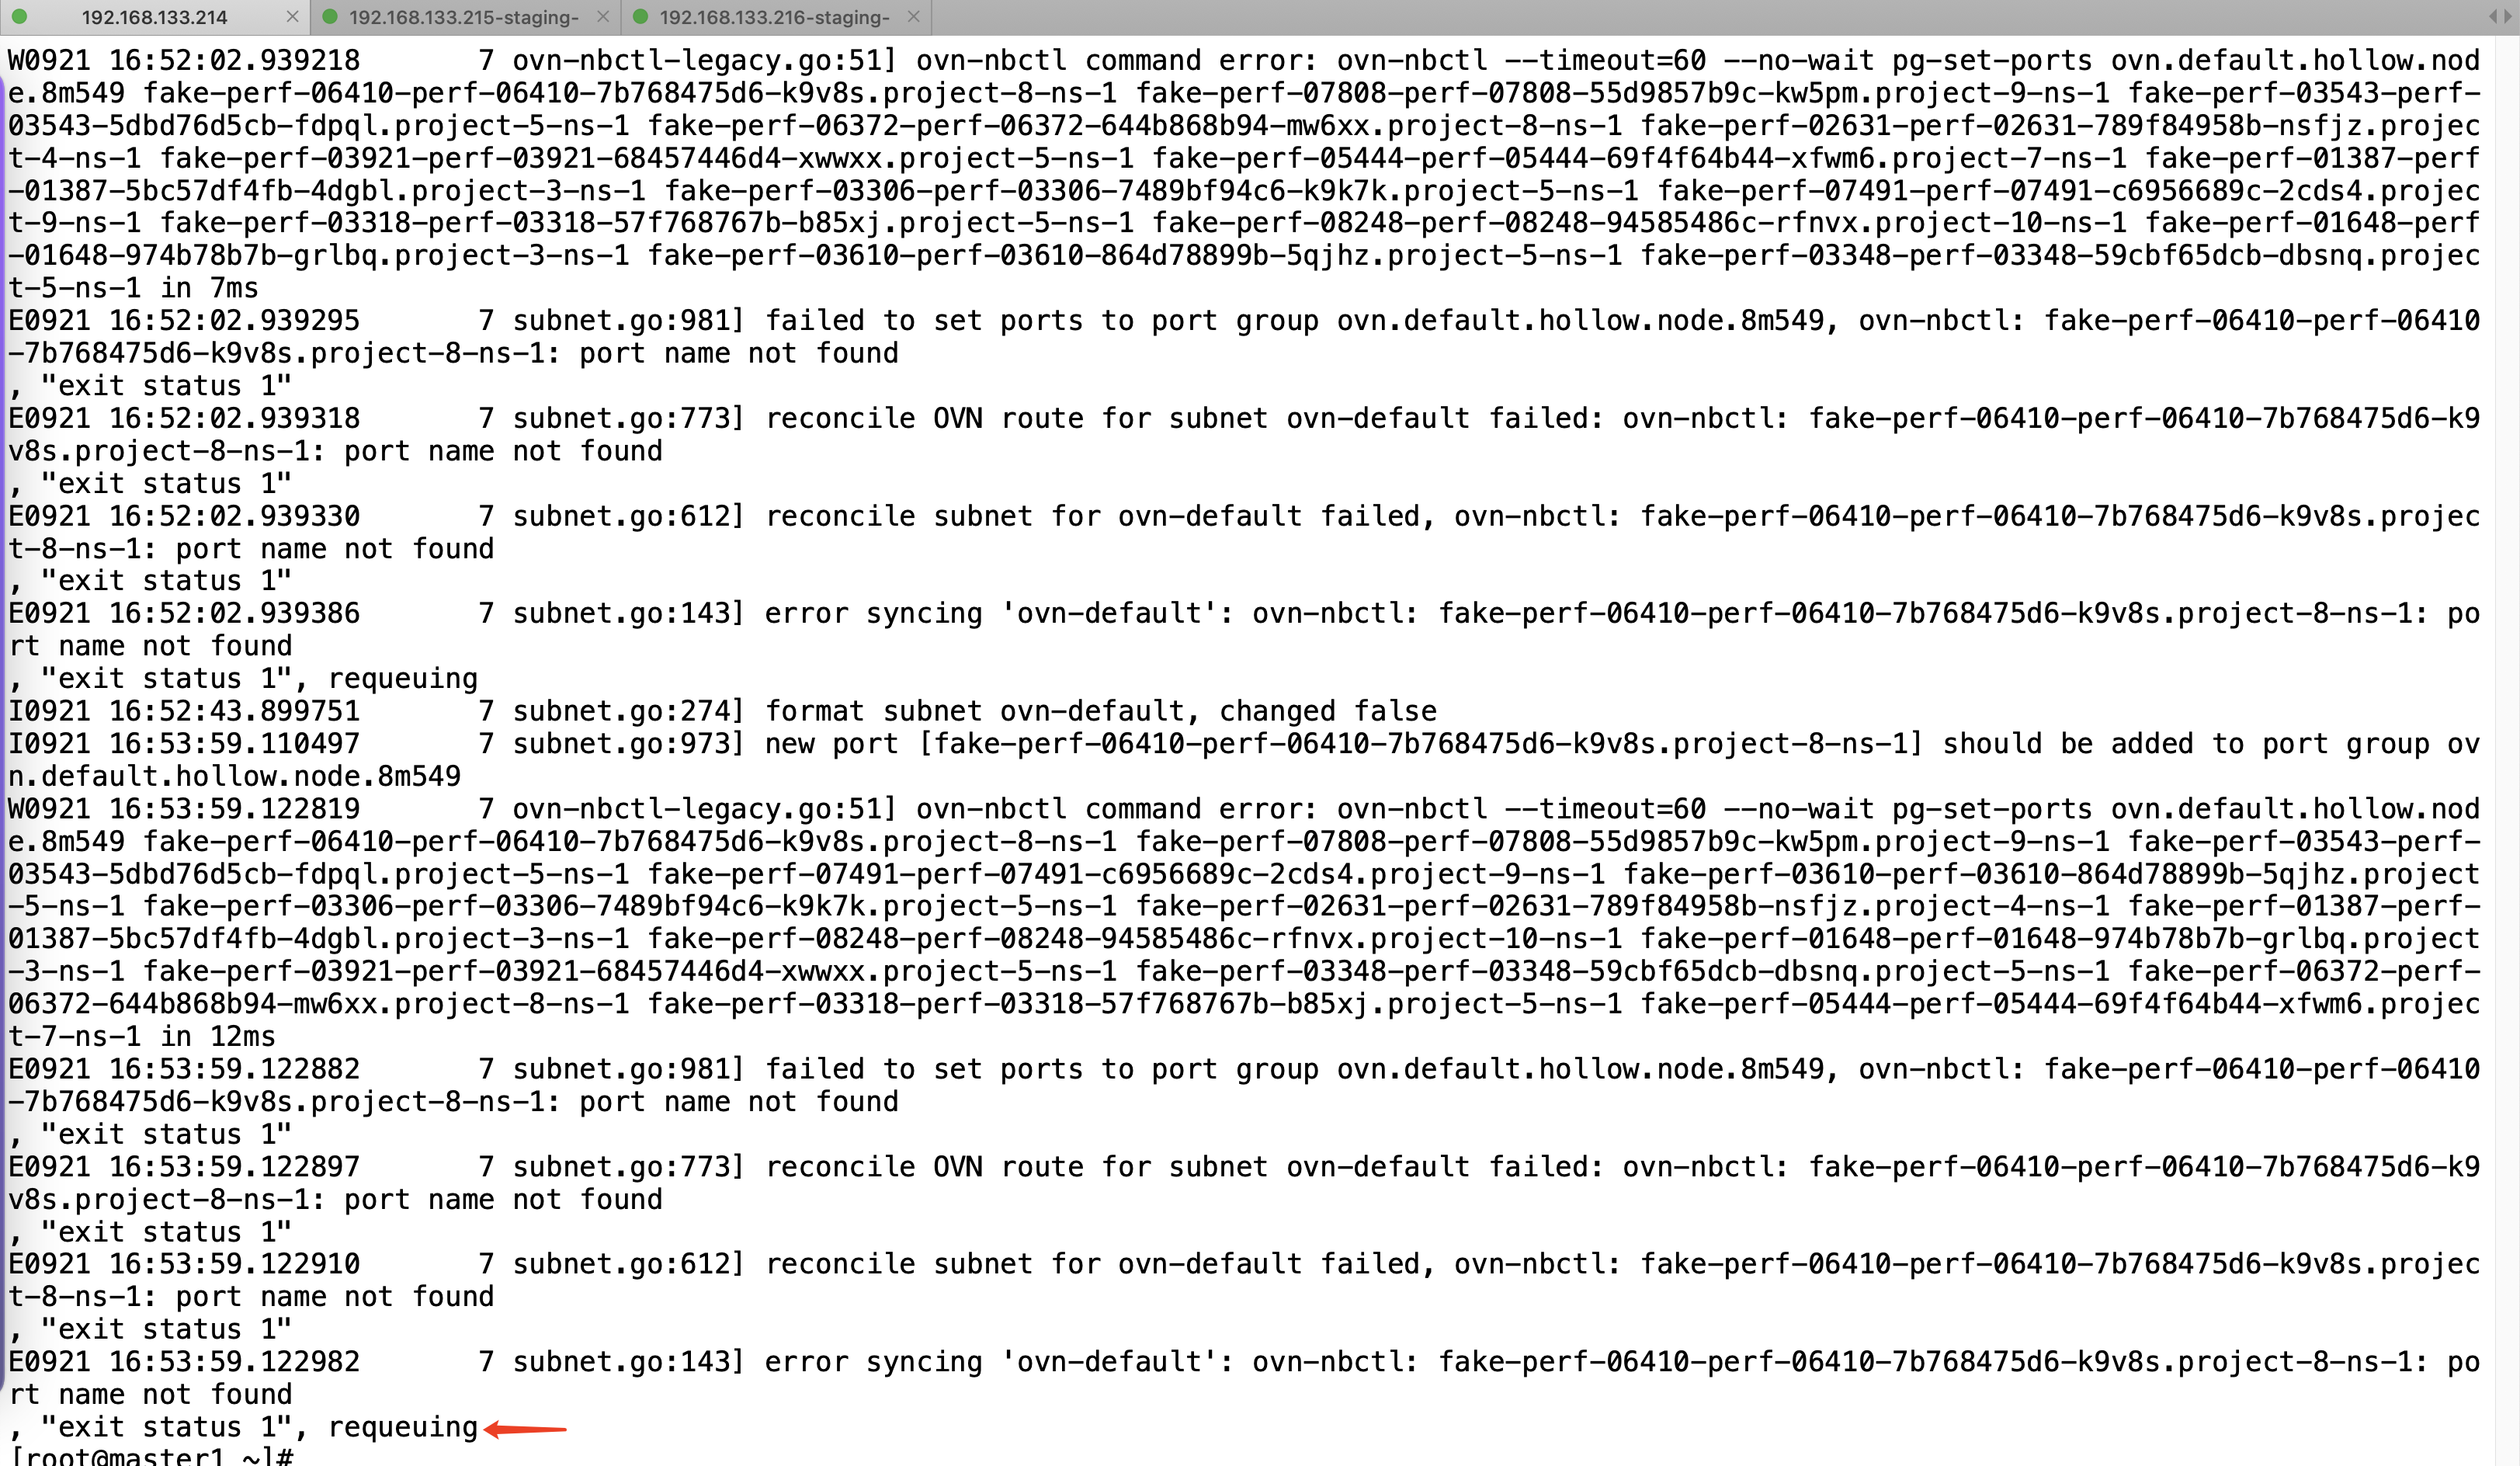 192.168.133.214
192.168.133.215-staging-
192.168.133.216-staging-
W0921 16:52:02.939218       7 ovn-nbctl-legacy.go:51] ovn-nbctl command error: ovn-nbctl --timeout=60 --no-wait pg-set-ports ovn.default.hollow.nod
e.8m549 fake-perf-06410-perf-06410-7b768475d6-k9v8s.project-8-ns-1 fake-perf-07808-perf-07808-55d9857b9c-kw5pm.project-9-ns-1 fake-perf-03543-perf-
03543-5dbd76d5cb-fdpql.project-5-ns-1 fake-perf-06372-perf-06372-644b868b94-mw6xx.project-8-ns-1 fake-perf-02631-perf-02631-789f84958b-nsfjz.projec
t-4-ns-1 fake-perf-03921-perf-03921-68457446d4-xwwxx.project-5-ns-1 fake-perf-05444-perf-05444-69f4f64b44-xfwm6.project-7-ns-1 fake-perf-01387-perf
-01387-5bc57df4fb-4dgbl.project-3-ns-1 fake-perf-03306-perf-03306-7489bf94c6-k9k7k.project-5-ns-1 fake-perf-07491-perf-07491-c6956689c-2cds4.projec
t-9-ns-1 fake-perf-03318-perf-03318-57f768767b-b85xj.project-5-ns-1 fake-perf-08248-perf-08248-94585486c-rfnvx.project-10-ns-1 fake-perf-01648-perf
-01648-974b78b7b-grlbq.project-3-ns-1 fake-perf-03610-perf-03610-864d78899b-5qjhz.project-5-ns-1 fake-perf-03348-perf-03348-59cbf65dcb-dbsnq.projec
t-5-ns-1 in 7ms
E0921 16:52:02.939295       7 subnet.go:981] failed to set ports to port group ovn.default.hollow.node.8m549, ovn-nbctl: fake-perf-06410-perf-06410
-7b768475d6-k9v8s.project-8-ns-1: port name not found
, "exit status 1"
E0921 16:52:02.939318       7 subnet.go:773] reconcile OVN route for subnet ovn-default failed: ovn-nbctl: fake-perf-06410-perf-06410-7b768475d6-k9
v8s.project-8-ns-1: port name not found
, "exit status 1"
E0921 16:52:02.939330       7 subnet.go:612] reconcile subnet for ovn-default failed, ovn-nbctl: fake-perf-06410-perf-06410-7b768475d6-k9v8s.projec
t-8-ns-1: port name not found
, "exit status 1"
E0921 16:52:02.939386       7 subnet.go:143] error syncing 'ovn-default': ovn-nbctl: fake-perf-06410-perf-06410-7b768475d6-k9v8s.project-8-ns-1: po
rt name not found
, "exit status 1", requeuing
I0921 16:52:43.899751       7 subnet.go:274] format subnet ovn-default, changed false
I0921 16:53:59.110497       7 subnet.go:973] new port [fake-perf-06410-perf-06410-7b768475d6-k9v8s.project-8-ns-1] should be added to port group ov
n.default.hollow.node.8m549
W0921 16:53:59.122819       7 ovn-nbctl-legacy.go:51] ovn-nbctl command error: ovn-nbctl --timeout=60 --no-wait pg-set-ports ovn.default.hollow.nod
e.8m549 fake-perf-06410-perf-06410-7b768475d6-k9v8s.project-8-ns-1 fake-perf-07808-perf-07808-55d9857b9c-kw5pm.project-9-ns-1 fake-perf-03543-perf-
03543-5dbd76d5cb-fdpql.project-5-ns-1 fake-perf-07491-perf-07491-c6956689c-2cds4.project-9-ns-1 fake-perf-03610-perf-03610-864d78899b-5qjhz.project
-5-ns-1 fake-perf-03306-perf-03306-7489bf94c6-k9k7k.project-5-ns-1 fake-perf-02631-perf-02631-789f84958b-nsfjz.project-4-ns-1 fake-perf-01387-perf-
01387-5bc57df4fb-4dgbl.project-3-ns-1 fake-perf-08248-perf-08248-94585486c-rfnvx.project-10-ns-1 fake-perf-01648-perf-01648-974b78b7b-grlbq.project
-3-ns-1 fake-perf-03921-perf-03921-68457446d4-xwwxx.project-5-ns-1 fake-perf-03348-perf-03348-59cbf65dcb-dbsnq.project-5-ns-1 fake-perf-06372-perf-
06372-644b868b94-mw6xx.project-8-ns-1 fake-perf-03318-perf-03318-57f768767b-b85xj.project-5-ns-1 fake-perf-05444-perf-05444-69f4f64b44-xfwm6.projec
t-7-ns-1 in 12ms
E0921 16:53:59.122882       7 subnet.go:981] failed to set ports to port group ovn.default.hollow.node.8m549, ovn-nbctl: fake-perf-06410-perf-06410
-7b768475d6-k9v8s.project-8-ns-1: port name not found
, "exit status 1"
E0921 16:53:59.122897       7 subnet.go:773] reconcile OVN route for subnet ovn-default failed: ovn-nbctl: fake-perf-06410-perf-06410-7b768475d6-k9
v8s.project-8-ns-1: port name not found
, "exit status 1"
E0921 16:53:59.122910       7 subnet.go:612] reconcile subnet for ovn-default failed, ovn-nbctl: fake-perf-06410-perf-06410-7b768475d6-k9v8s.projec
t-8-ns-1: port name not found
, "exit status 1"
E0921 16:53:59.122982       7 subnet.go:143] error syncing 'ovn-default': ovn-nbctl: fake-perf-06410-perf-06410-7b768475d6-k9v8s.project-8-ns-1: po
rt name not found
, "exit status 1", requeuing
[root@master1 ~]#